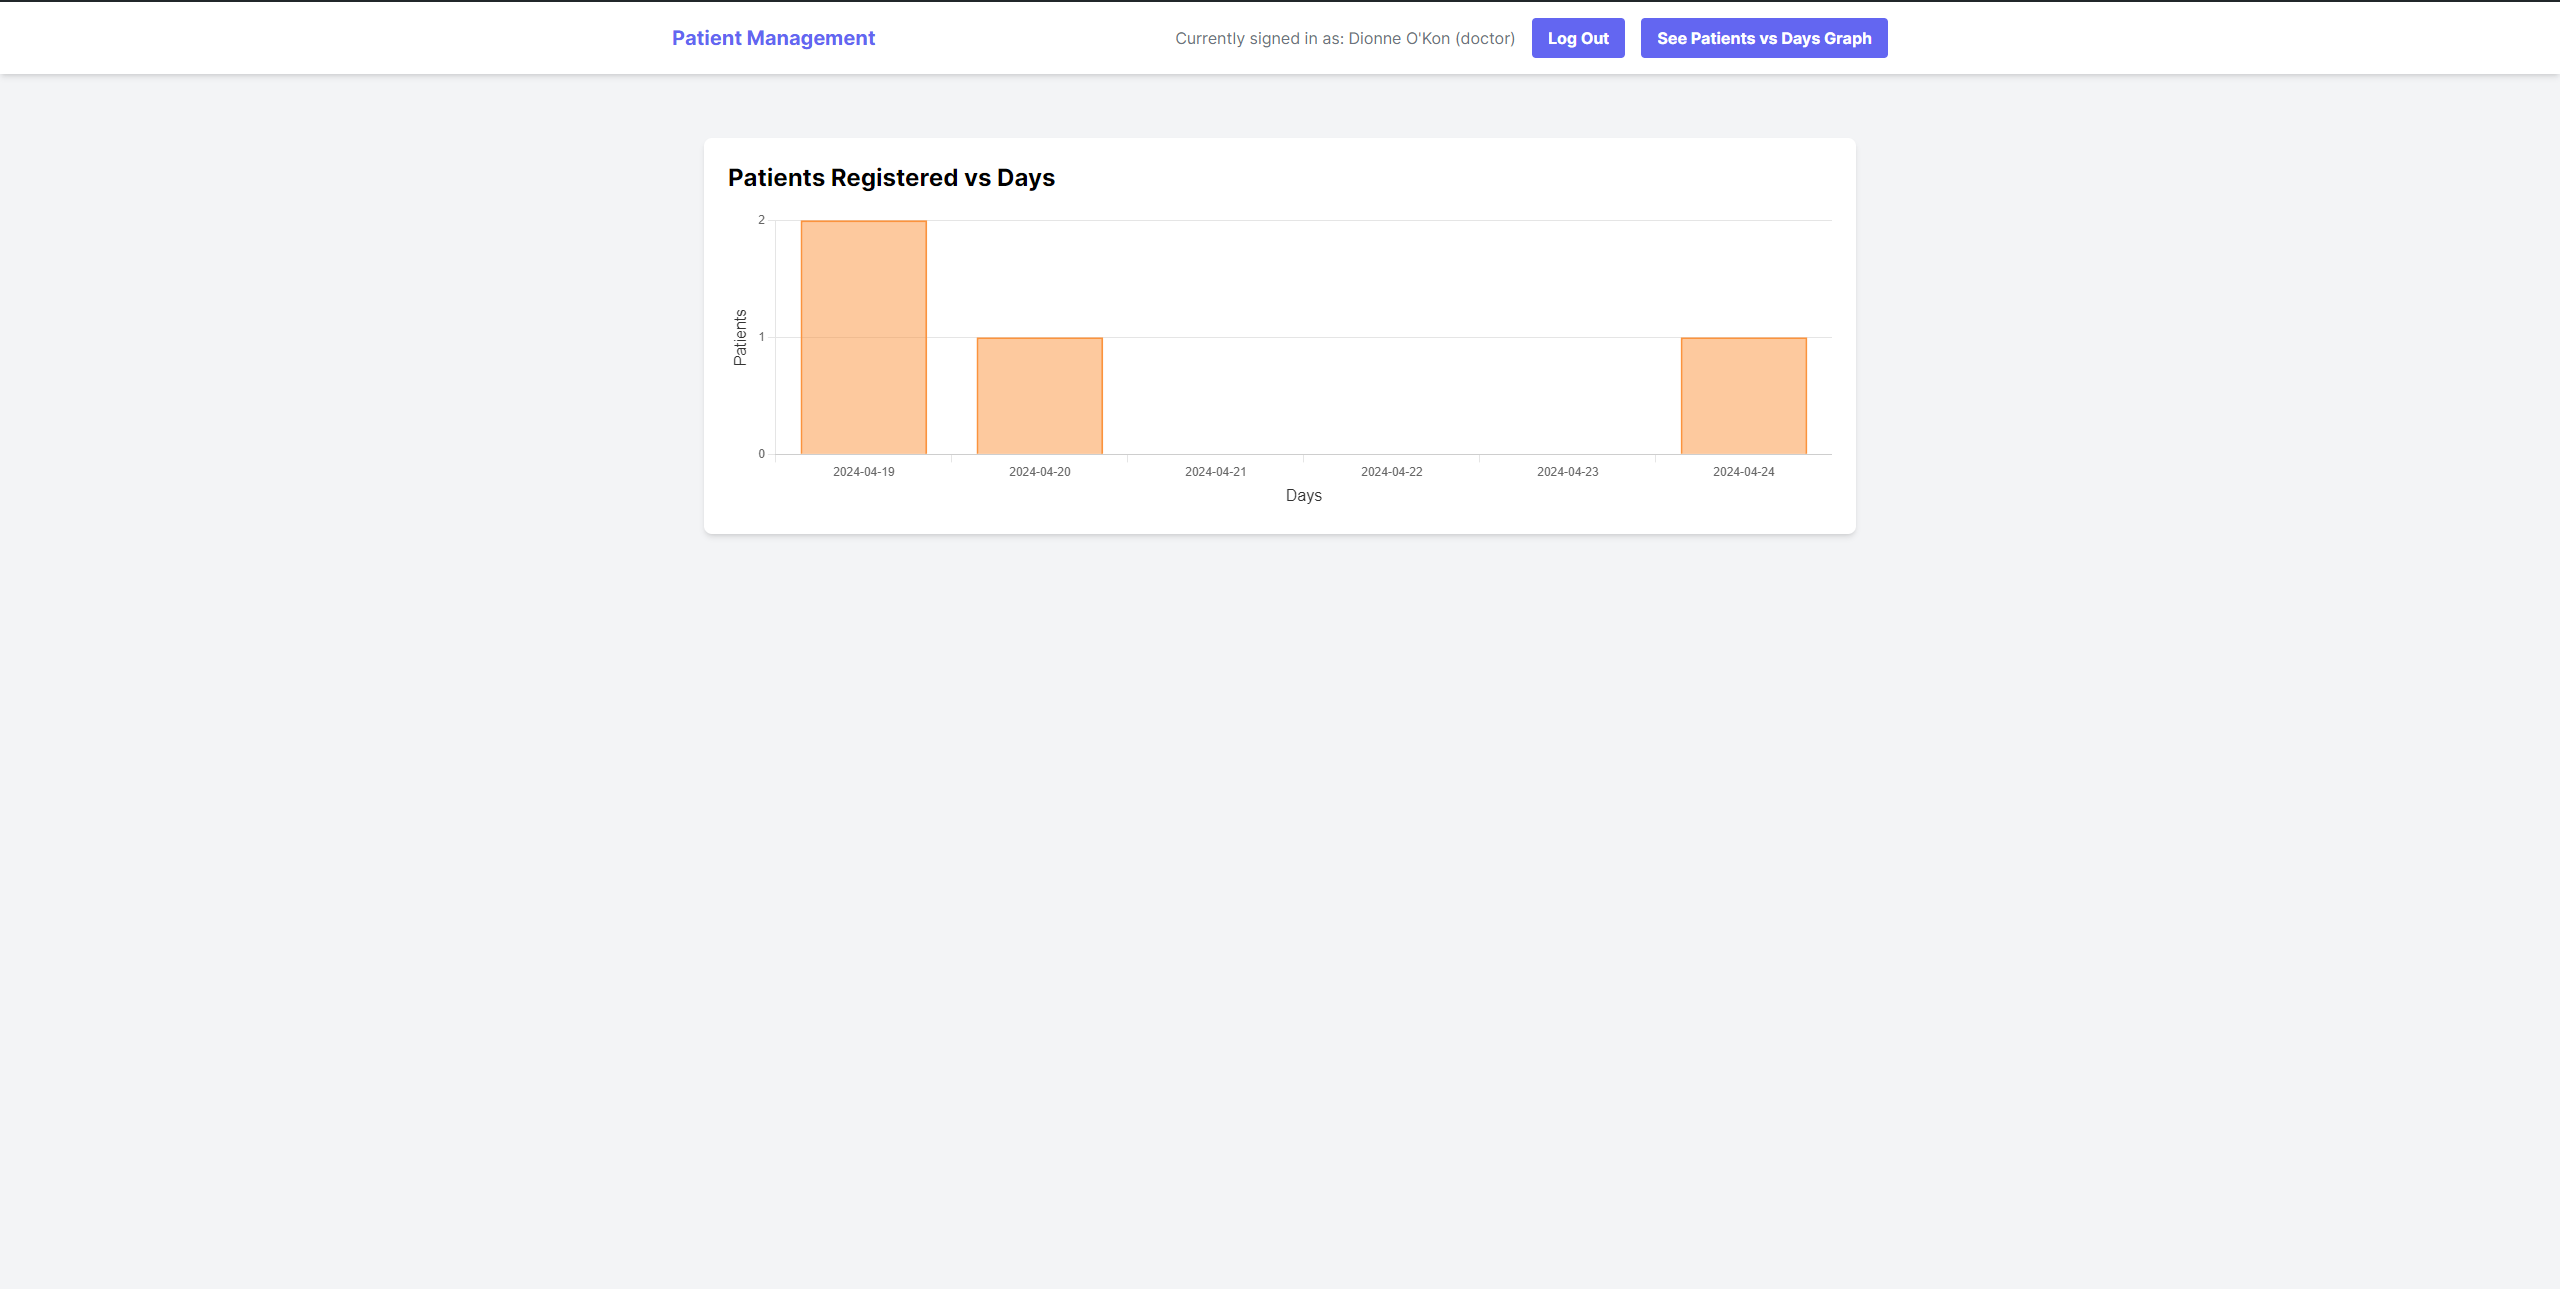 Patient Management
Currently signed in as: Dionne O'Kon (doctor) Log Out See Patients vs Days Graph
Patients Registered vs Days
2
1
0
Patients
2024-04-19 2024-04-20 2024-04-21 2024-04-22 2024-04-23 2024-04-24
Days